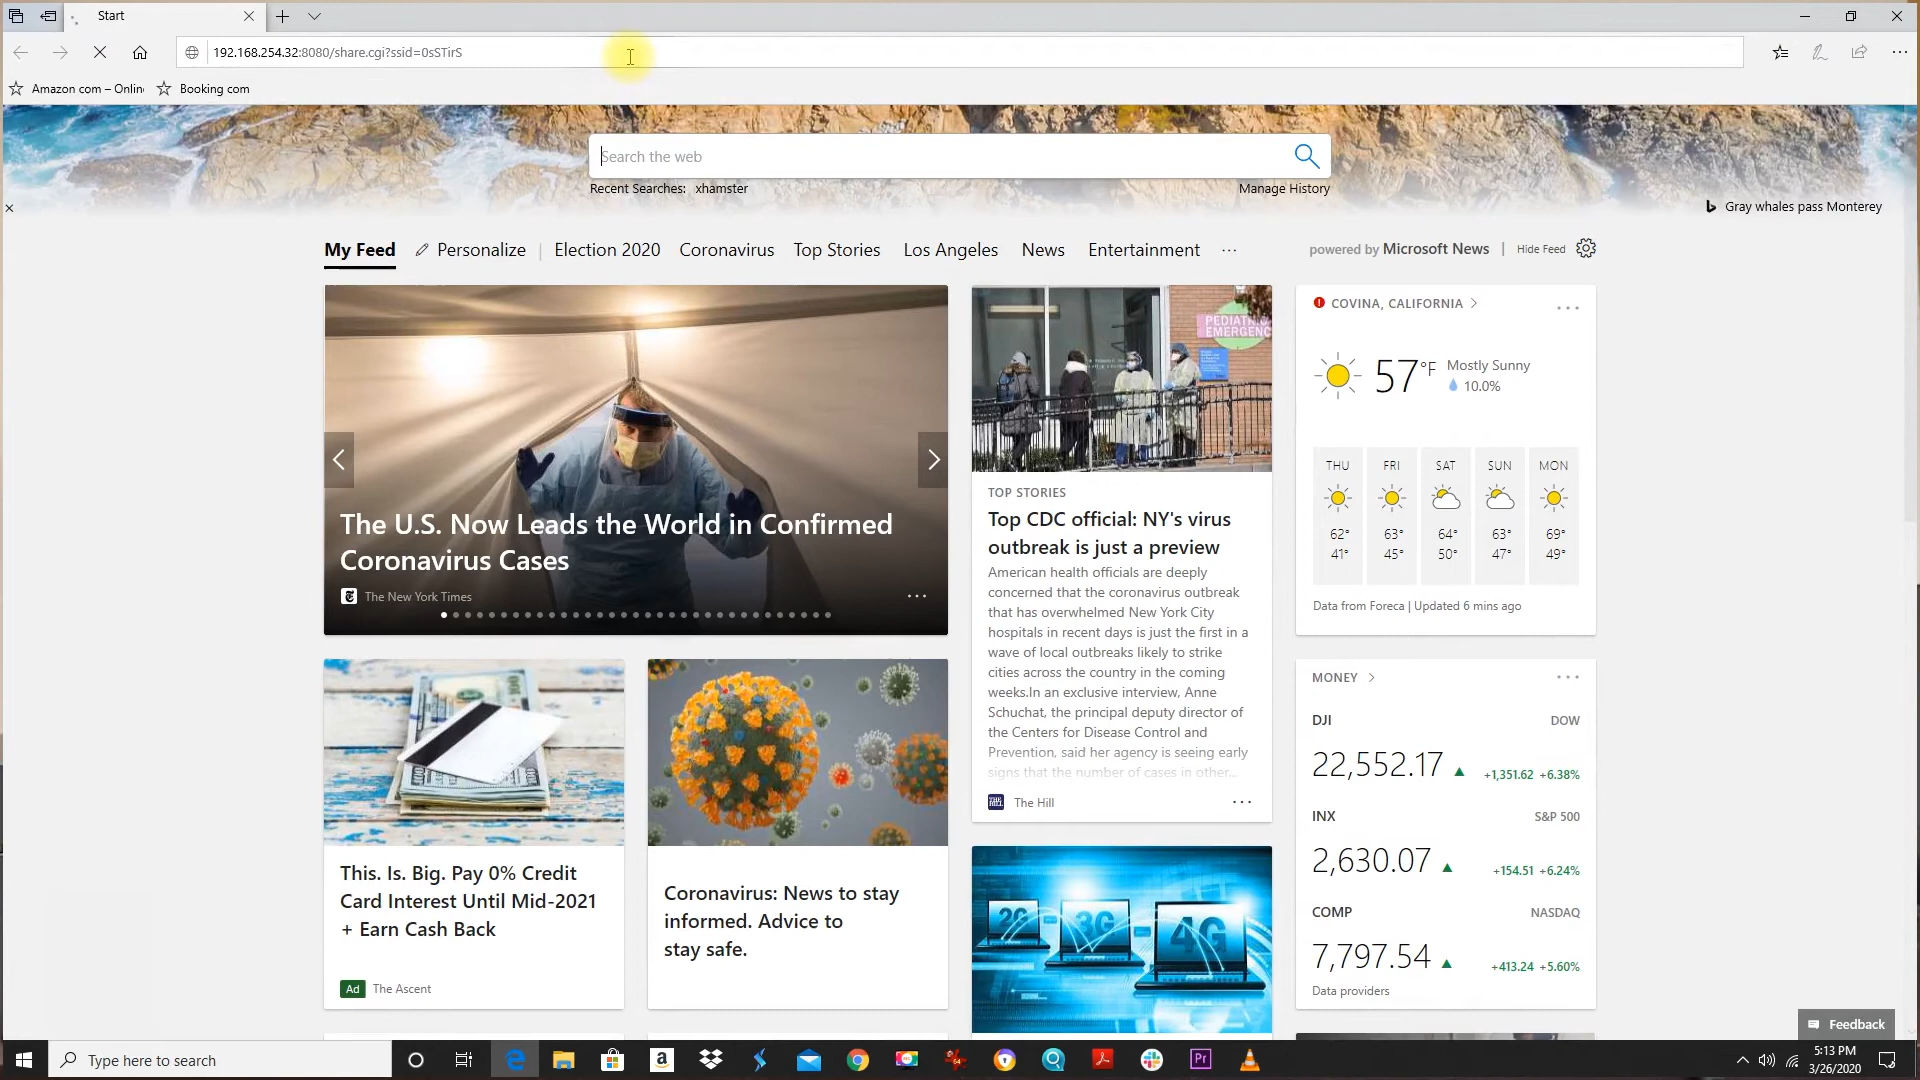 Start
192.168.254.32:8080/share.cgi?ssid=0sSTirS
Amazon com – Onlin
Booking com
Search the web
Recent Searches: xhamster
Manage History
Gray whales pass Monterey
My Feed
Personalize
Election 2020
Coronavirus
Top Stories
Los Angeles
News
Entertainment
powered by Microsoft News
Hide Feed
The U.S. Now Leads the World in Confirmed
Coronavirus Cases
The New York Times
PEDIATRIC
EMERGENC
TOP STORIES
Top CDC official: NY's virus
outbreak is just a preview
American health officials are deeply
concerned that the coronavirus outbreak
that has overwhelmed New York City
hospitals in recent days is just the first in a
wave of local outbreaks likely to strike
cities across the country in the coming
weeks.In an exclusive interview, Anne
Schuchat, the principal deputy director of
the Centers for Disease Control and
Prevention, said her agency is seeing early
signs that the number of cases in other...
The Hill
COVINA, CALIFORNIA
57°F
Mostly Sunny
10.0%
THU FRI SAT SUN MON
62° 63° 64° 63° 69°
41° 45° 50° 47° 49°
Data from Foreca | Updated 6 mins ago
This. Is. Big. Pay 0% Credit
Card Interest Until Mid-2021
+ Earn Cash Back
Ad The Ascent
Coronavirus: News to stay
informed. Advice to
stay safe.
2G 3G 4G
MONEY
DJI DOW
22,552.17 +1,351.62 +6.38%
INX S&P 500
2,630.07 +154.51 +6.24%
COMP NASDAQ
7,797.54 +413.24 +5.60%
Data providers
Feedback
Type here to search
Pr
5:13 PM
3/26/2020